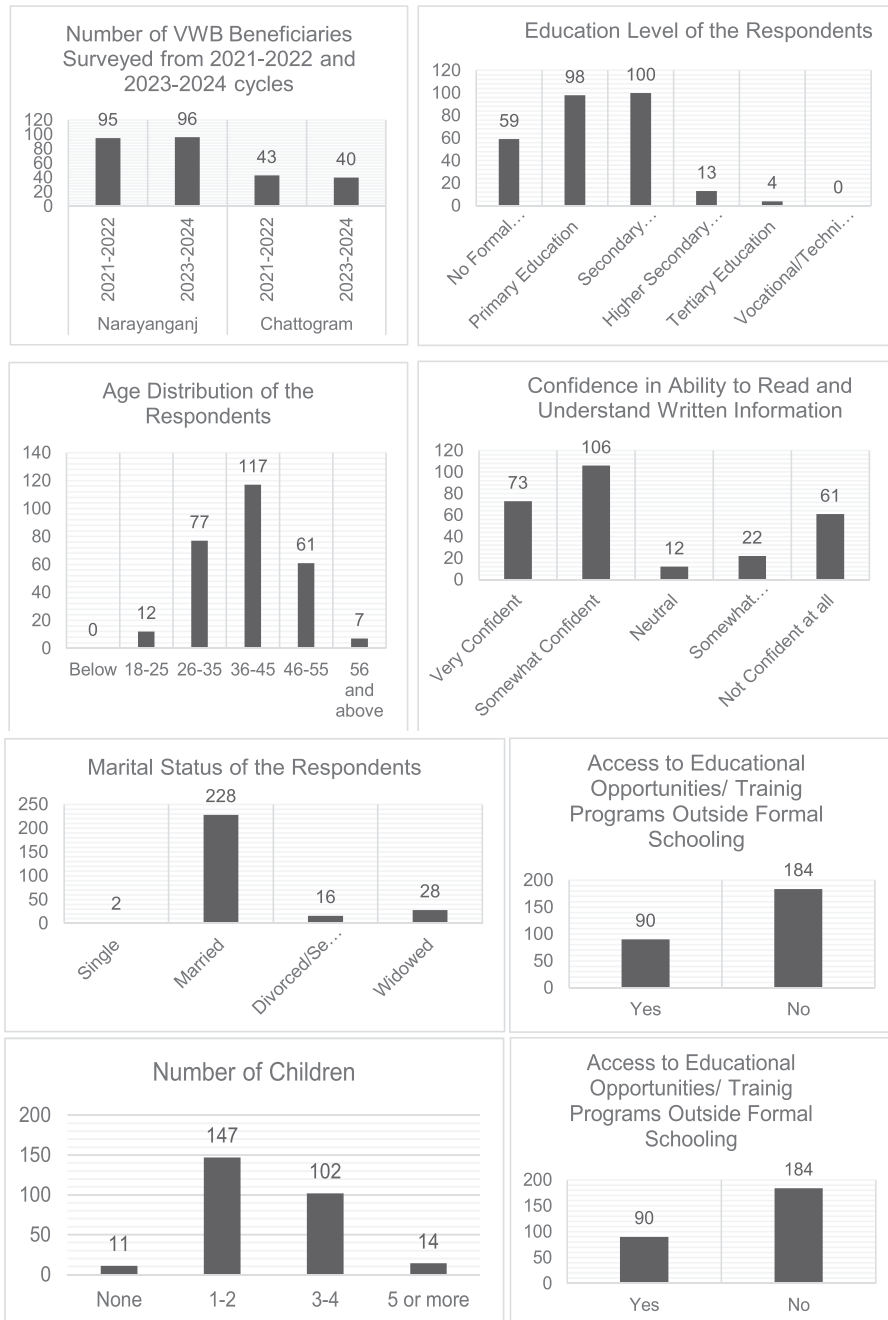 Number of VWB Beneficiaries
Surveyed from 2021-2022 and
2023-2024 cycles
120
100
80
60
40
20
0
95
96
43
40
2021-2022
2023-2024
2021-2022
2023-2024
Narayanganj
Chattogram
Education Level of the Respondents
120
100
80
60
40
20
0
59
98
100
13
4
0
No Formal...
Primary Education
Secondary...
Higher Secondary...
Tertiary Education
Vocational/Techni...
Age Distribution of the
Respondents
140
120
100
80
60
40
20
0
0
12
77
117
61
7
Below
18-25
26-35
36-45
46-55
56
and
above
Confidence in Ability to Read and
Understand Written Information
120
100
80
60
40
20
0
73
106
12
22
61
Very Confident
Somewhat Confident
Neutral
Somewhat...
Not Confident at all
Marital Status of the Respondents
250
200
150
100
50
0
2
228
16
28
Single
Married
Divorced/Se...
Widowed
Access to Educational
Opportunities/ Trainig
Programs Outside Formal
Schooling
200
150
100
50
0
90
184
Yes
No
Number of Children
200
150
100
50
0
11
147
102
14
None
1-2
3-4
5 or more
Access to Educational
Opportunities/ Trainig
Programs Outside Formal
Schooling
200
150
100
50
0
90
184
Yes
No